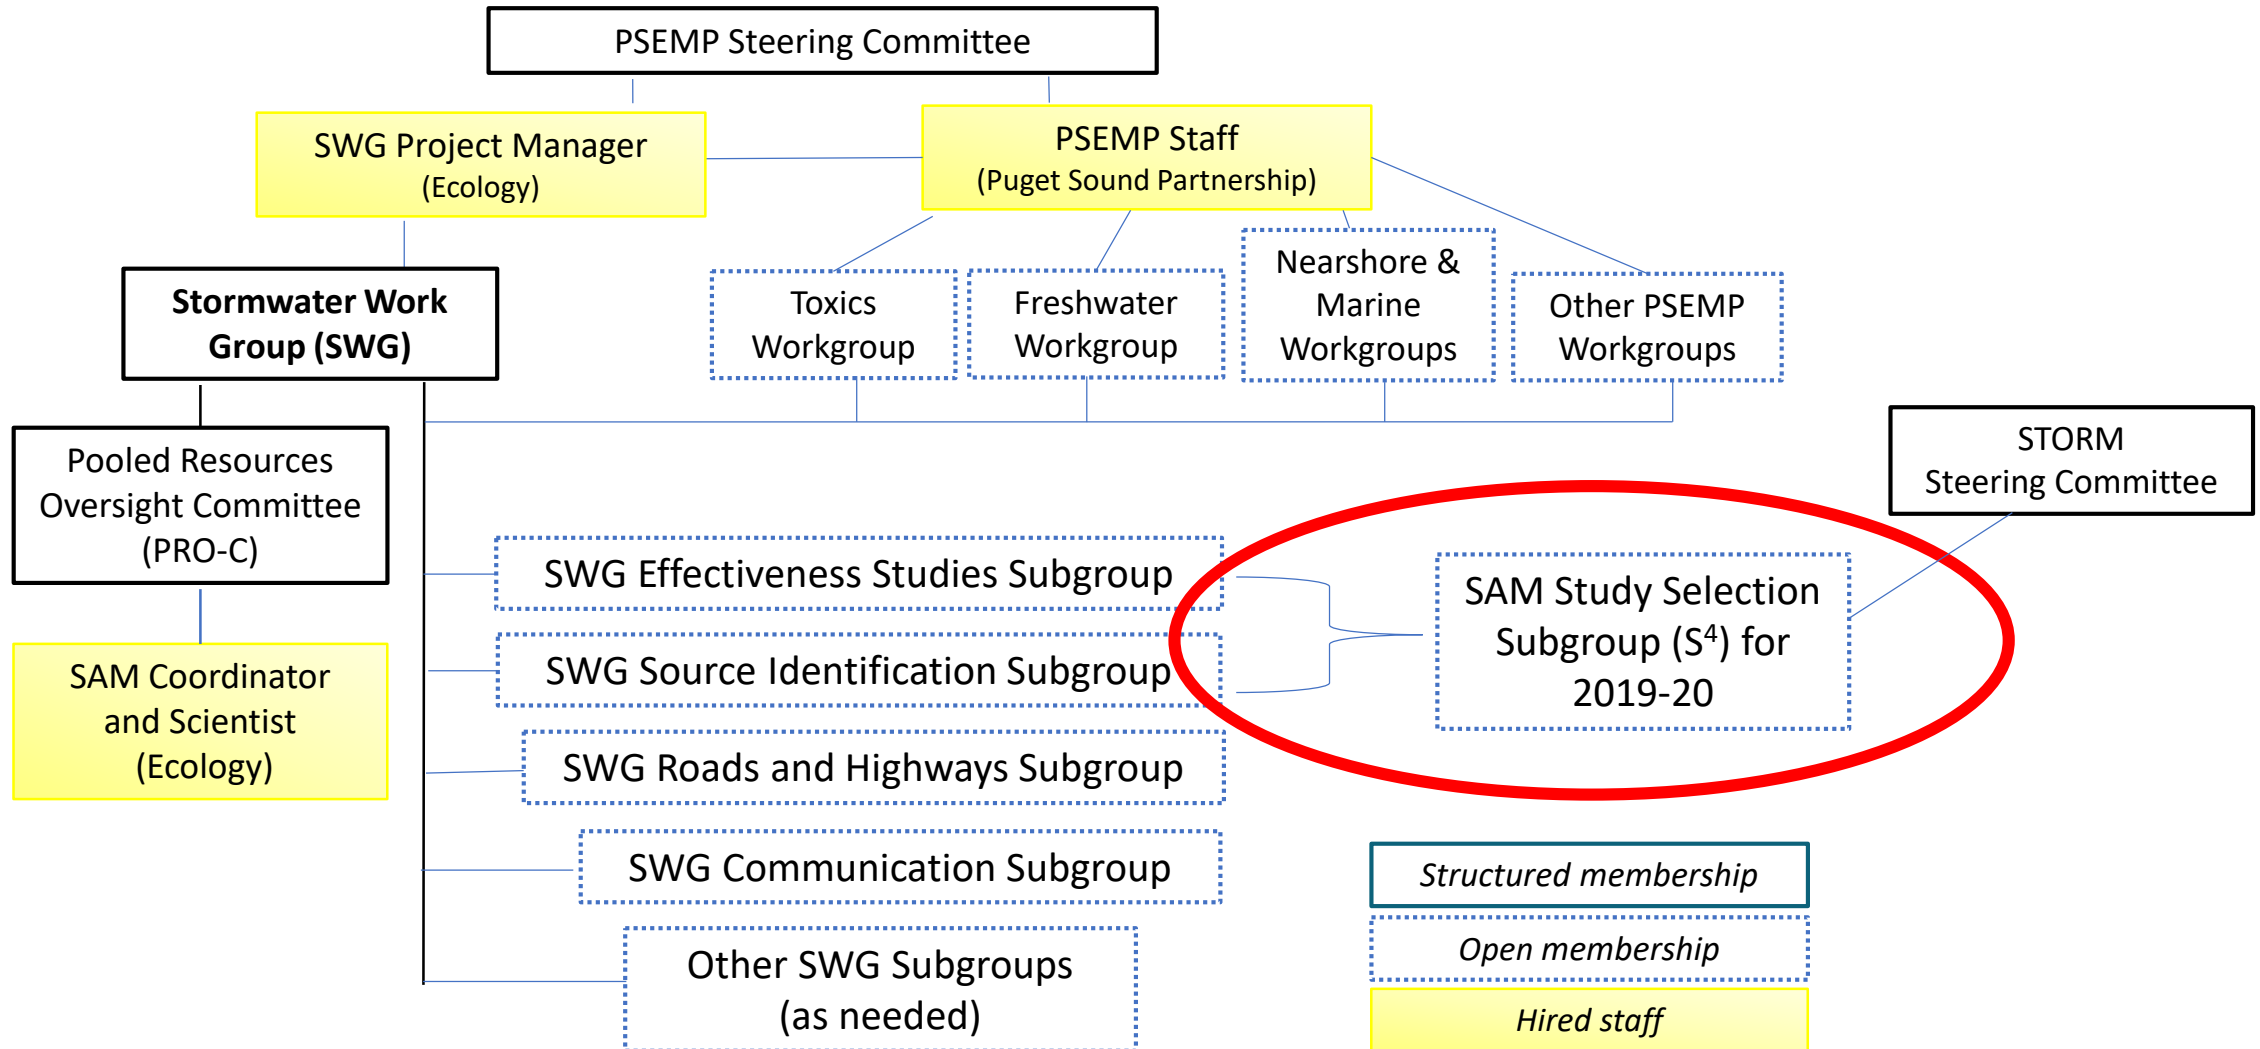 PSEMP Steering Committee
SWG Project Manager
(Ecology)
PSEMP Staff
(Puget Sound Partnership)
Stormwater Work
Group (SWG)
Toxics
Workgroup
Freshwater
Workgroup
Nearshore &
Marine
Workgroups
Other PSEMP
Workgroups
Pooled Resources
Oversight Committee
(PRO-C)
STORM
Steering Committee
SAM Coordinator
and Scientist
(Ecology)
SWG Effectiveness Studies Subgroup
SWG Source Identification Subgroup
SWG Roads and Highways Subgroup
SWG Communication Subgroup
Other SWG Subgroups
(as needed)
SAM Study Selection
Subgroup (S⁴) for
2019-20
Structured membership
Open membership
Hired staff